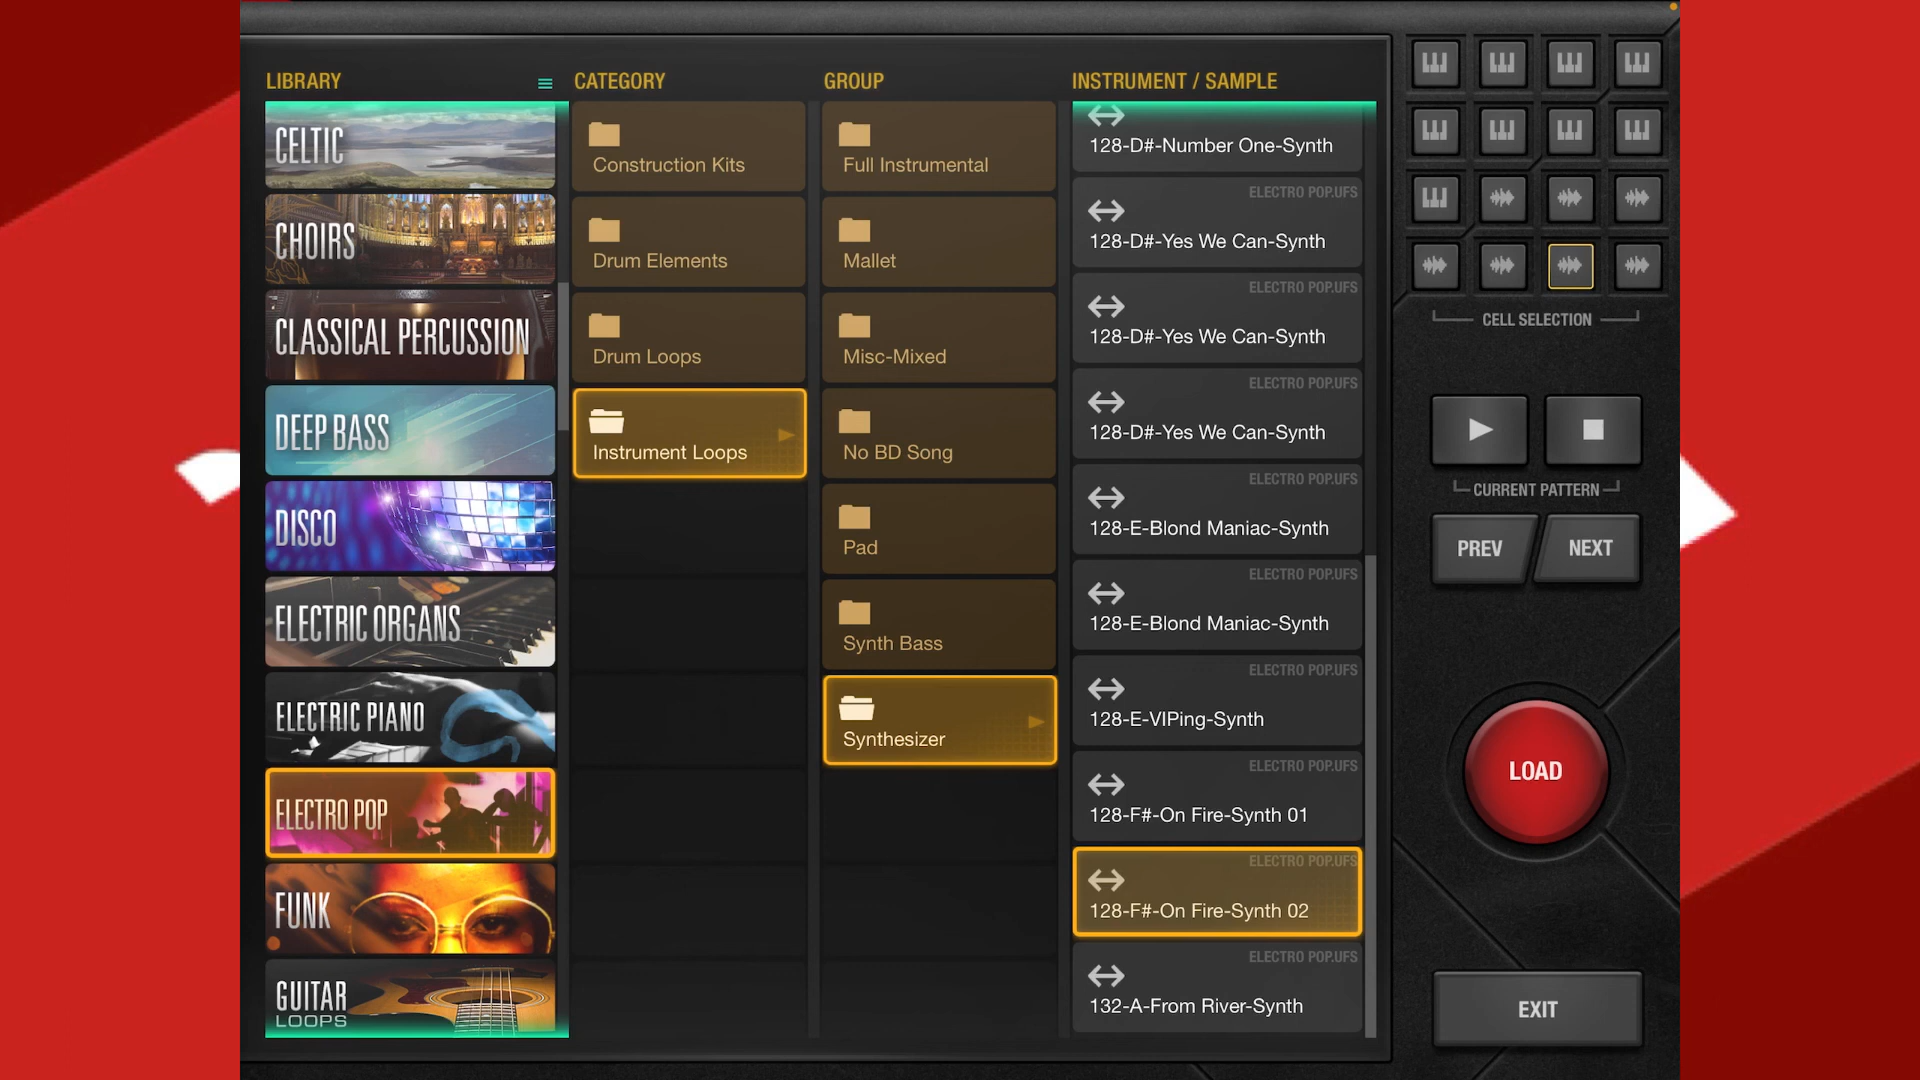 LIBRARY
CELTIC
CHOIRS
CLASSICAL PERCUSSION
DEEP BASS
DISCO
ELECTRIC ORGANS
ELECTRIC PIANO
ELECTRO POP
FUNK
GUITAR
LOOPS
CATEGORY
Construction Kits
Drum Elements
Drum Loops
Instrument Loops
GROUP
Full Instrumental
Mallet
Misc-Mixed
No BD Song
Pad
Synth Bass
Synthesizer
INSTRUMENT / SAMPLE
128-D#-Number One-Synth
ELECTRO POP.UFS
128-D#-Yes We Can-Synth
ELECTRO POP.UFS
128-D#-Yes We Can-Synth
ELECTRO POP.UFS
128-D#-Yes We Can-Synth
ELECTRO POP.UFS
128-E-Blond Maniac-Synth
ELECTRO POP.UFS
128-E-Blond Maniac-Synth
ELECTRO POP.UFS
128-E-VIPing-Synth
ELECTRO POP.UFS
128-F#-On Fire-Synth 01
ELECTRO POP.UFS
128-F#-On Fire-Synth 02
ELECTRO POP.UFS
132-A-From River-Synth
CELL SELECTION
CURRENT PATTERN
PREV
NEXT
LOAD
EXIT